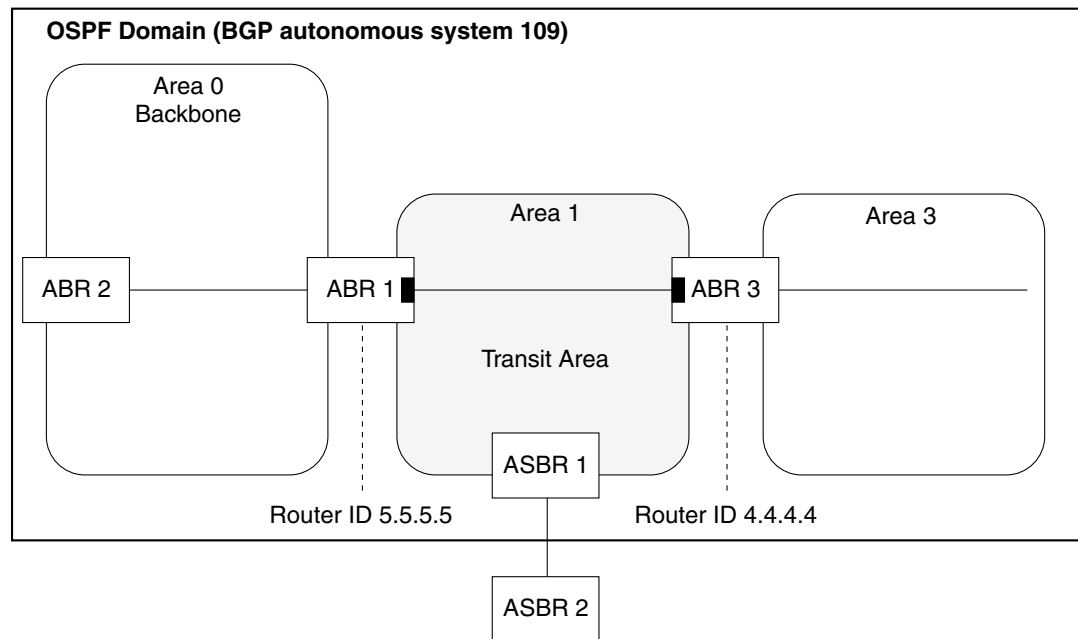 OSPF Domain (BGP autonomous system 109)
Area 0
Backbone
Area 1
Area 3
ABR 2
ABR 1
ABR 3
Transit Area
ASBR 1
Router ID 5.5.5.5
Router ID 4.4.4.4
ASBR 2